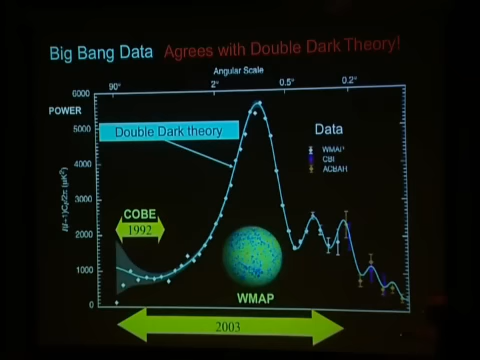 Big Bang Data Agrees with Double Dark Theory!
Angular Scale
90° 2° 0.5° 0.2°
POWER
6000
5000
4000
3000
2000
1000
0
Double Dark theory
Data
WMAP
CBI
ACBAR
COBE
1992
WMAP
2003